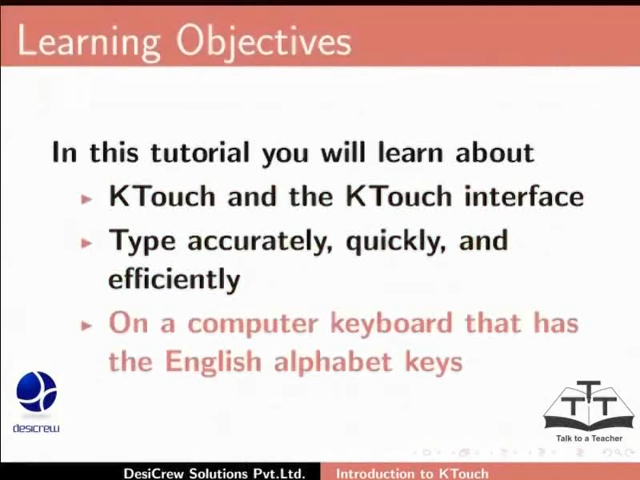 Learning Objectives
In this tutorial you will learn about
KTouch and the KTouch interface
Type accurately, quickly, and
efficiently
On a computer keyboard that has
the English alphabet keys
desicrew
TTT
Talk to a Teacher
DesiCrew Solutions Pvt.Ltd. Introduction to KTouch